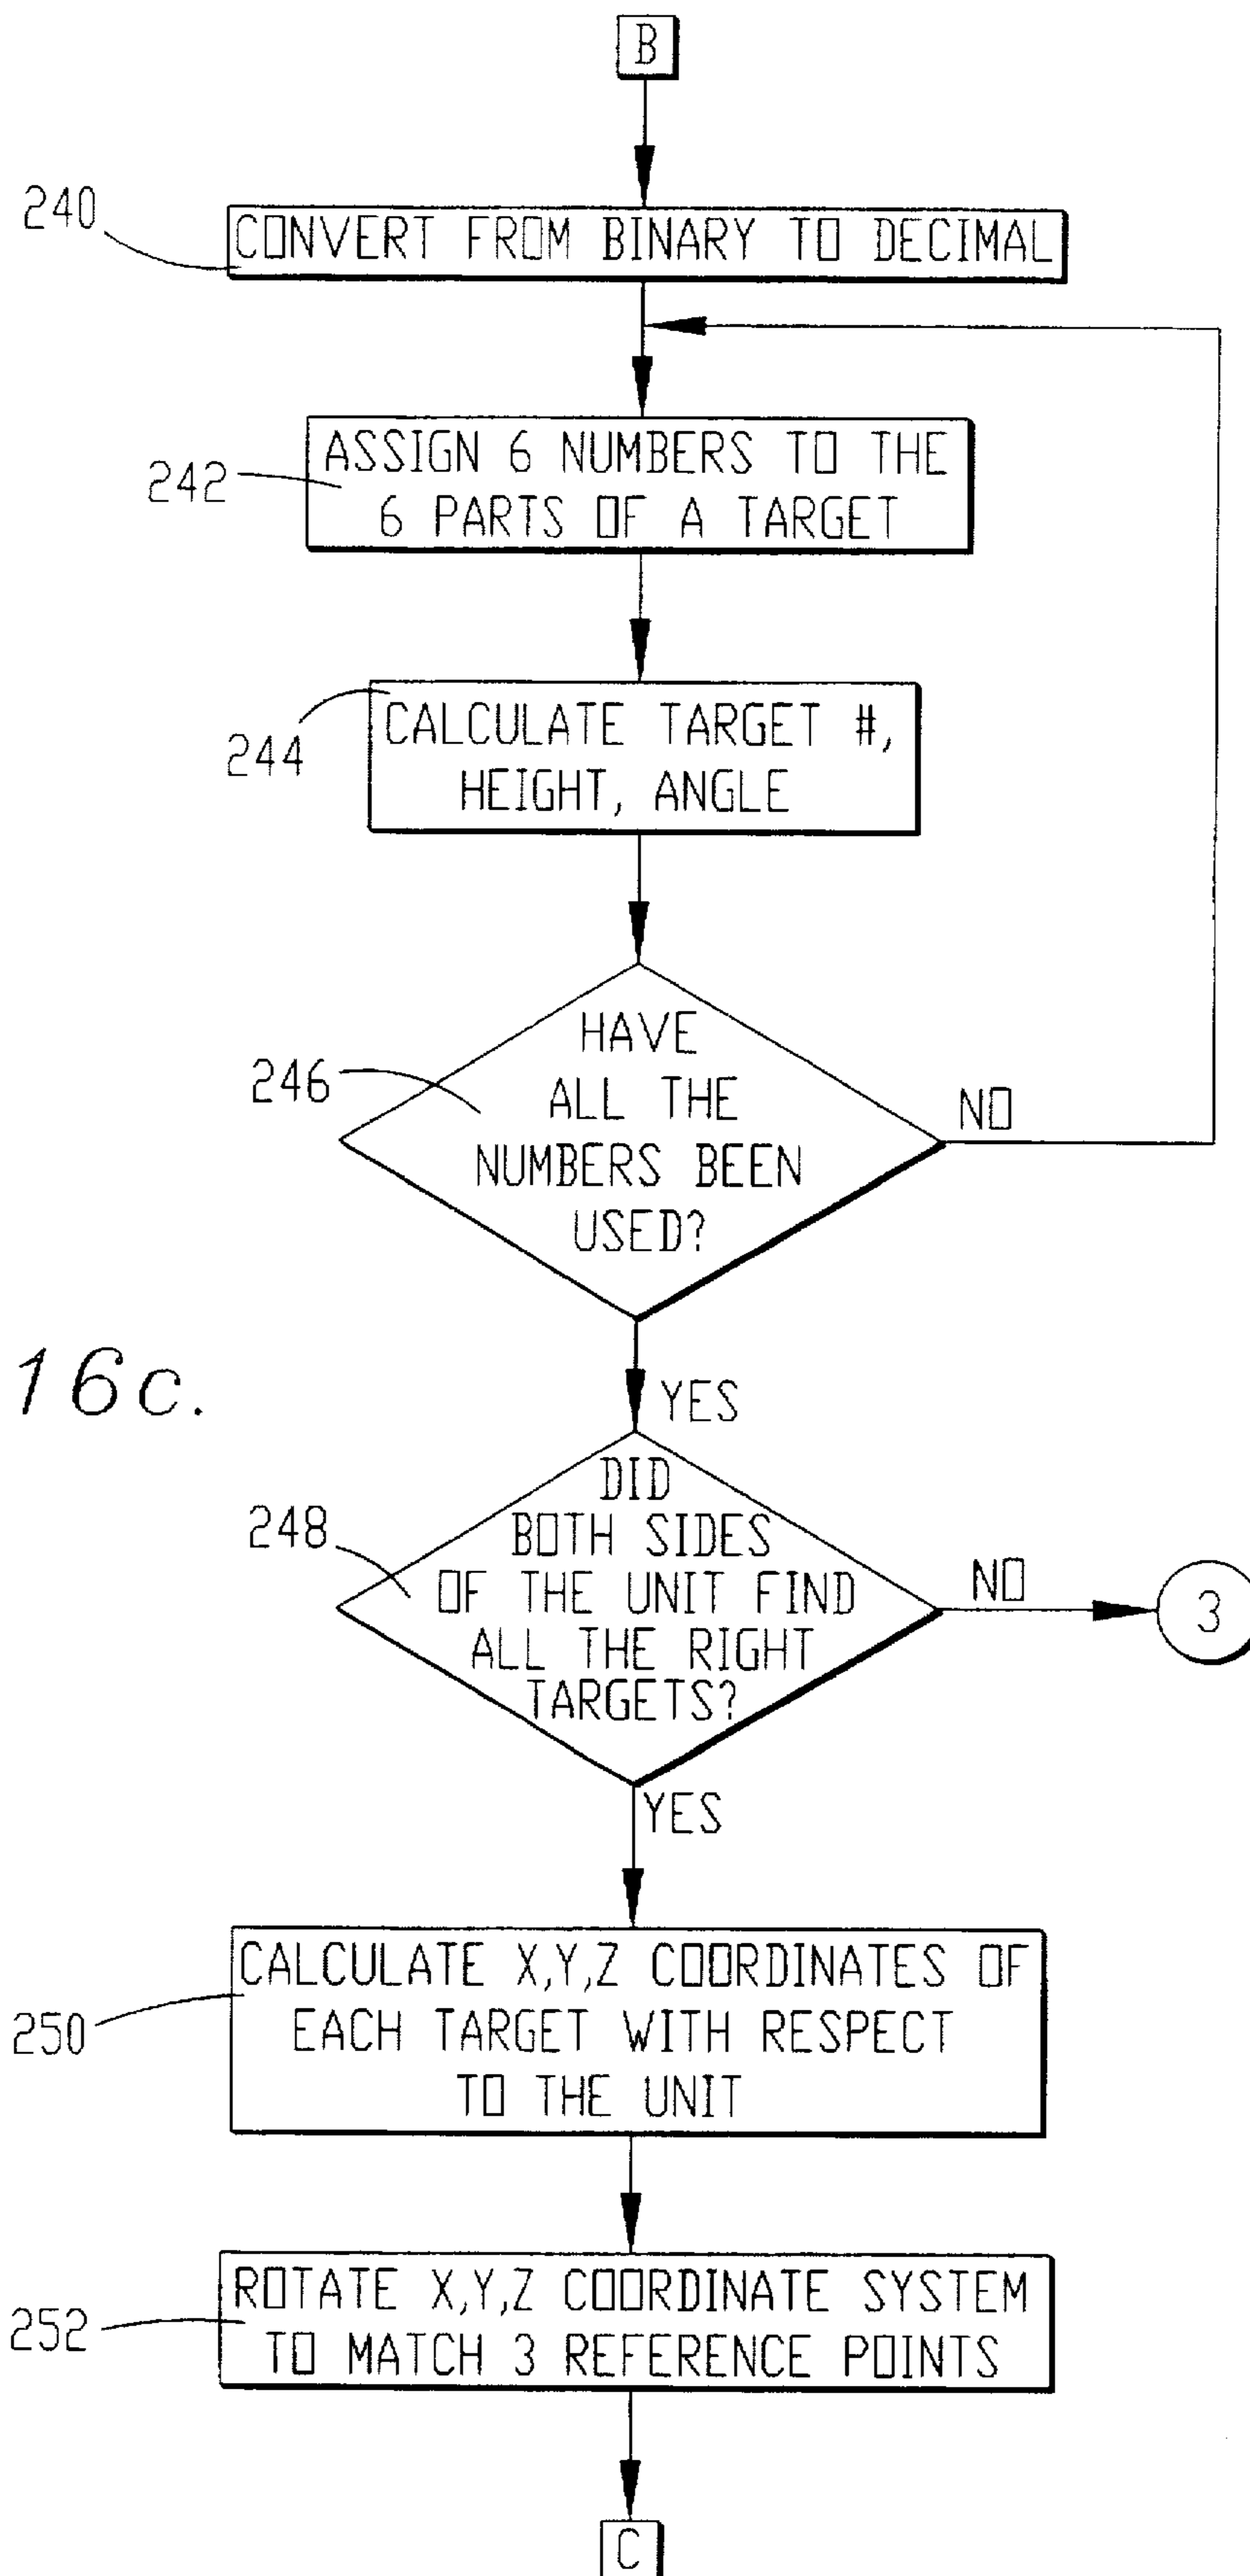 B
240
CONVERT FROM BINARY TO DECIMAL
242
ASSIGN 6 NUMBERS TO THE
6 PARTS OF A TARGET
244
CALCULATE TARGET #,
HEIGHT, ANGLE
246
HAVE
ALL THE
NUMBERS BEEN
USED?
NO
16c.
YES
248
DID
BOTH SIDES
OF THE UNIT FIND
ALL THE RIGHT
TARGETS?
NO
3
YES
250
CALCULATE X,Y,Z COORDINATES OF
EACH TARGET WITH RESPECT
TO THE UNIT
252
ROTATE X,Y,Z COORDINATE SYSTEM
TO MATCH 3 REFERENCE POINTS
C